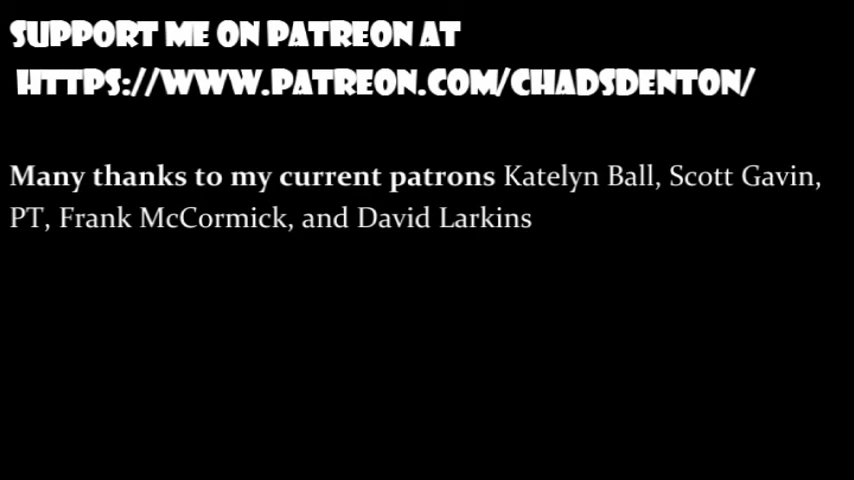 SUPPORT ME ON PATREON AT
HTTPS://WWW.PATREON.COM/CHADSDENTON/
Many thanks to my current patrons Katelyn Ball, Scott Gavin,
PT, Frank McCormick, and David Larkins